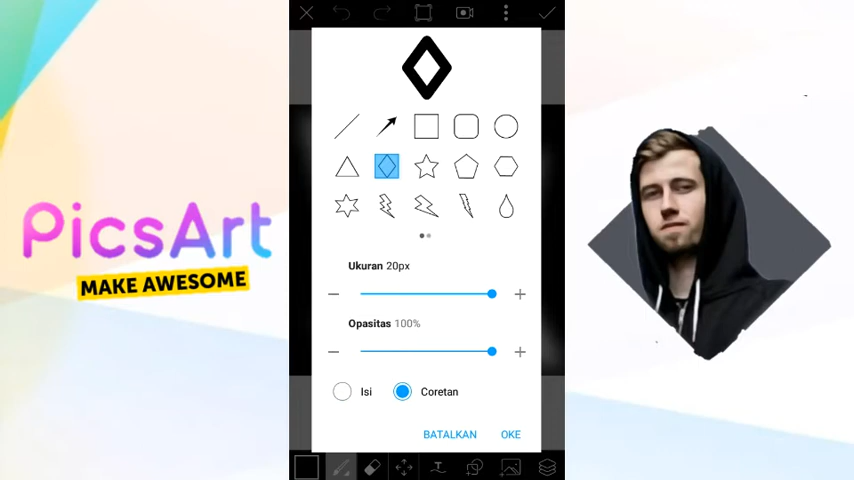 PicsArt
MAKE AWESOME
Ukuran 20px
Opasitas 100%
Isi
Coretan
BATALKAN
OKE